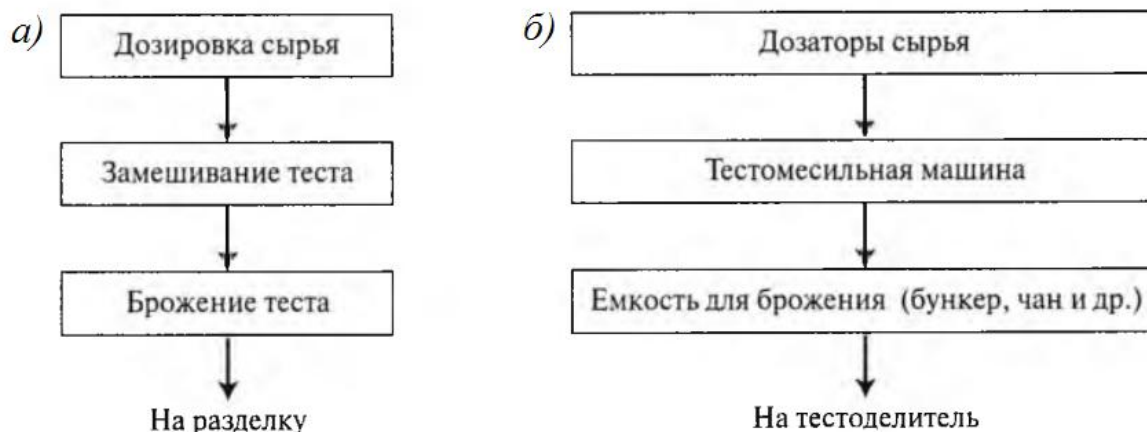 а)
Дозировка сырья
Замешивание теста
Брожение теста
На разделку
б)
Дозаторы сырья
Тестомесильная машина
Емкость для брожения (бункер, чан и др.)
На тестоделитель